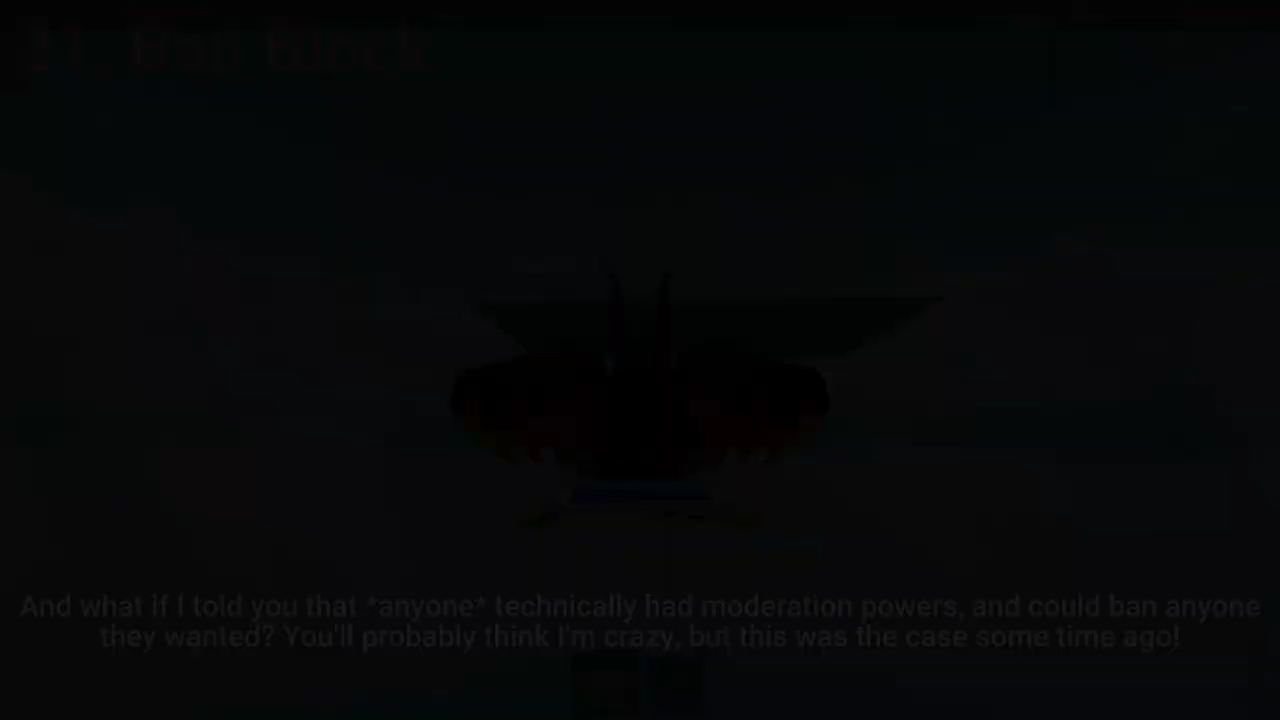 11. Ban Block
And what if I told you that *anyone* technically had moderation powers, and could ban anyone
they wanted? You'll probably think I'm crazy, but this was the case some time ago!